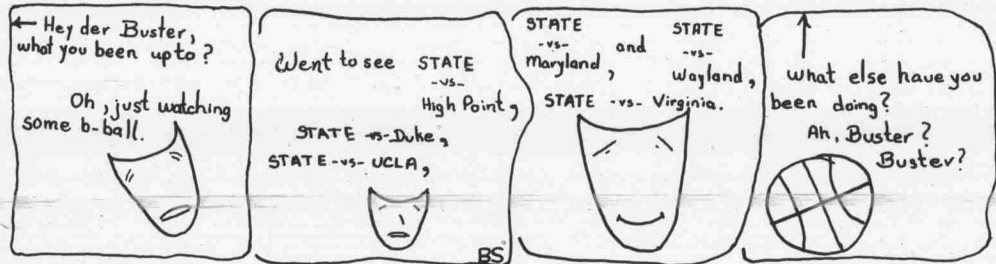 Hey der Buster,
what you been up to?
Oh, just watching
some b-ball.
Went to see STATE
-vs-
High Point,
STATE -vs- Duke,
STATE -vs- UCLA,
BS
STATE
-vs-
Maryland,
and
STATE
-vs-
Wayland,
STATE -vs- Virginia.
What else have you
been doing?
Ah, Buster?
Buster?